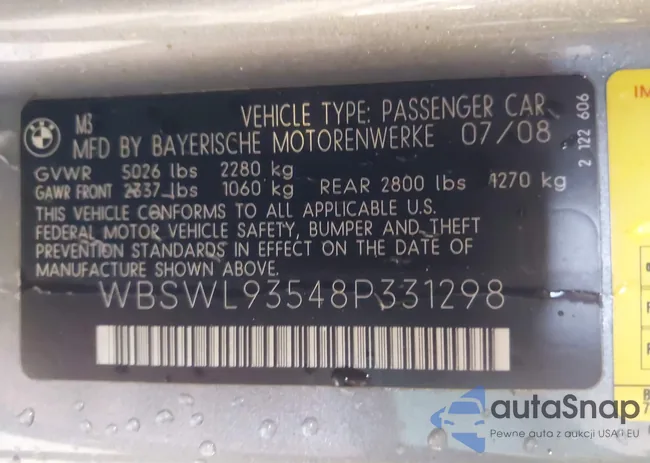 BMW
M3
VEHICLE TYPE: PASSENGER CAR
MFD BY BAYERISCHE MOTORENWERKE 07/08
GVWR 5026 lbs 2280 kg
GAWR FRONT 2337 lbs 1060 kg REAR 2800 lbs 1270 kg
THIS VEHICLE CONFORMS TO ALL APPLICABLE U.S.
FEDERAL MOTOR VEHICLE SAFETY, BUMPER AND THEFT
PREVENTION STANDARDS IN EFFECT ON THE DATE OF
MANUFACTURE SHOWN ABOVE.
WBSWL93548P331298
2 122 606
IM
autaSnap
Pewne auta z aukcji USA i EU